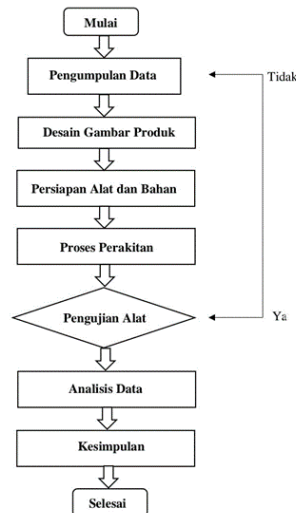 Mulai
Pengumpulan Data
Tidak
Desain Gambar Produk
Persiapan Alat dan Bahan
Proses Perakitan
Pengujian Alat
Ya
Analisis Data
Kesimpulan
Selesai